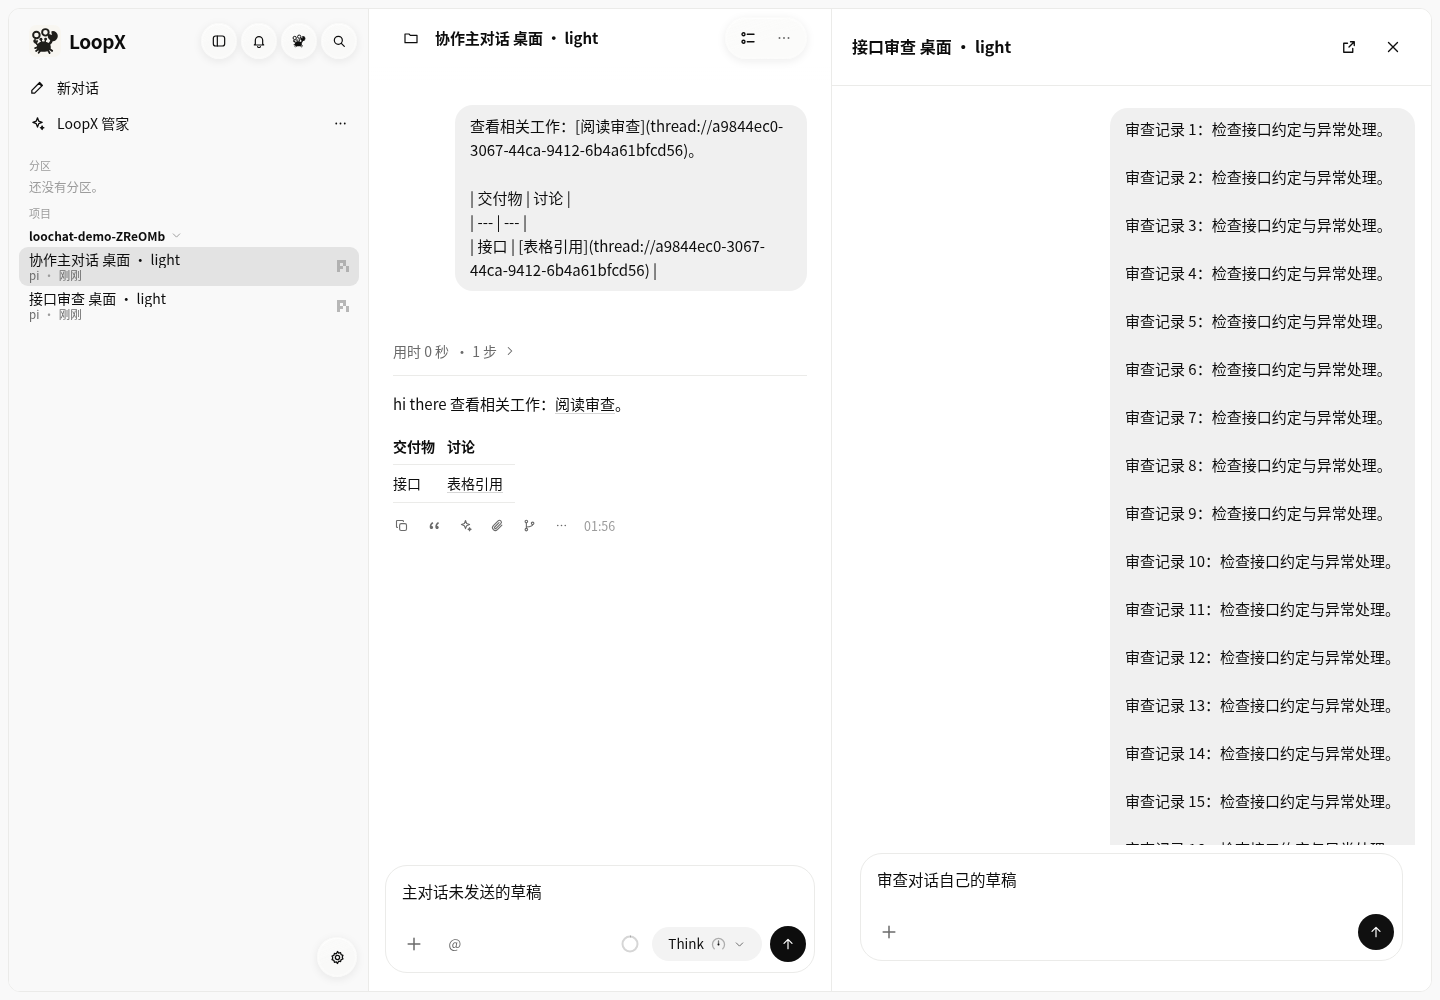 LoopX
新对话
LoopX 管家
分区
还没有分区。
项目
loochat-demo-ZReOMb
协作主对话 桌面 · light
pi · 刚刚
接口审查 桌面 · light
pi · 刚刚
协作主对话 桌面 · light
查看相关工作：[阅读审查](thread://a9844ec0-
3067-44ca-9412-6b4a61bfcd56)。
| 交付物 | 讨论 |
| --- | --- |
| 接口 | [表格引用](thread://a9844ec0-3067-
44ca-9412-6b4a61bfcd56) |
用时 0 秒 · 1 步
hi there 查看相关工作：阅读审查。
交付物 讨论
接口 表格引用
01:56
主对话未发送的草稿
@
Think
接口审查 桌面 · light
审查记录 1：检查接口约定与异常处理。
审查记录 2：检查接口约定与异常处理。
审查记录 3：检查接口约定与异常处理。
审查记录 4：检查接口约定与异常处理。
审查记录 5：检查接口约定与异常处理。
审查记录 6：检查接口约定与异常处理。
审查记录 7：检查接口约定与异常处理。
审查记录 8：检查接口约定与异常处理。
审查记录 9：检查接口约定与异常处理。
审查记录 10：检查接口约定与异常处理。
审查记录 11：检查接口约定与异常处理。
审查记录 12：检查接口约定与异常处理。
审查记录 13：检查接口约定与异常处理。
审查记录 14：检查接口约定与异常处理。
审查记录 15：检查接口约定与异常处理。
审查对话自己的草稿